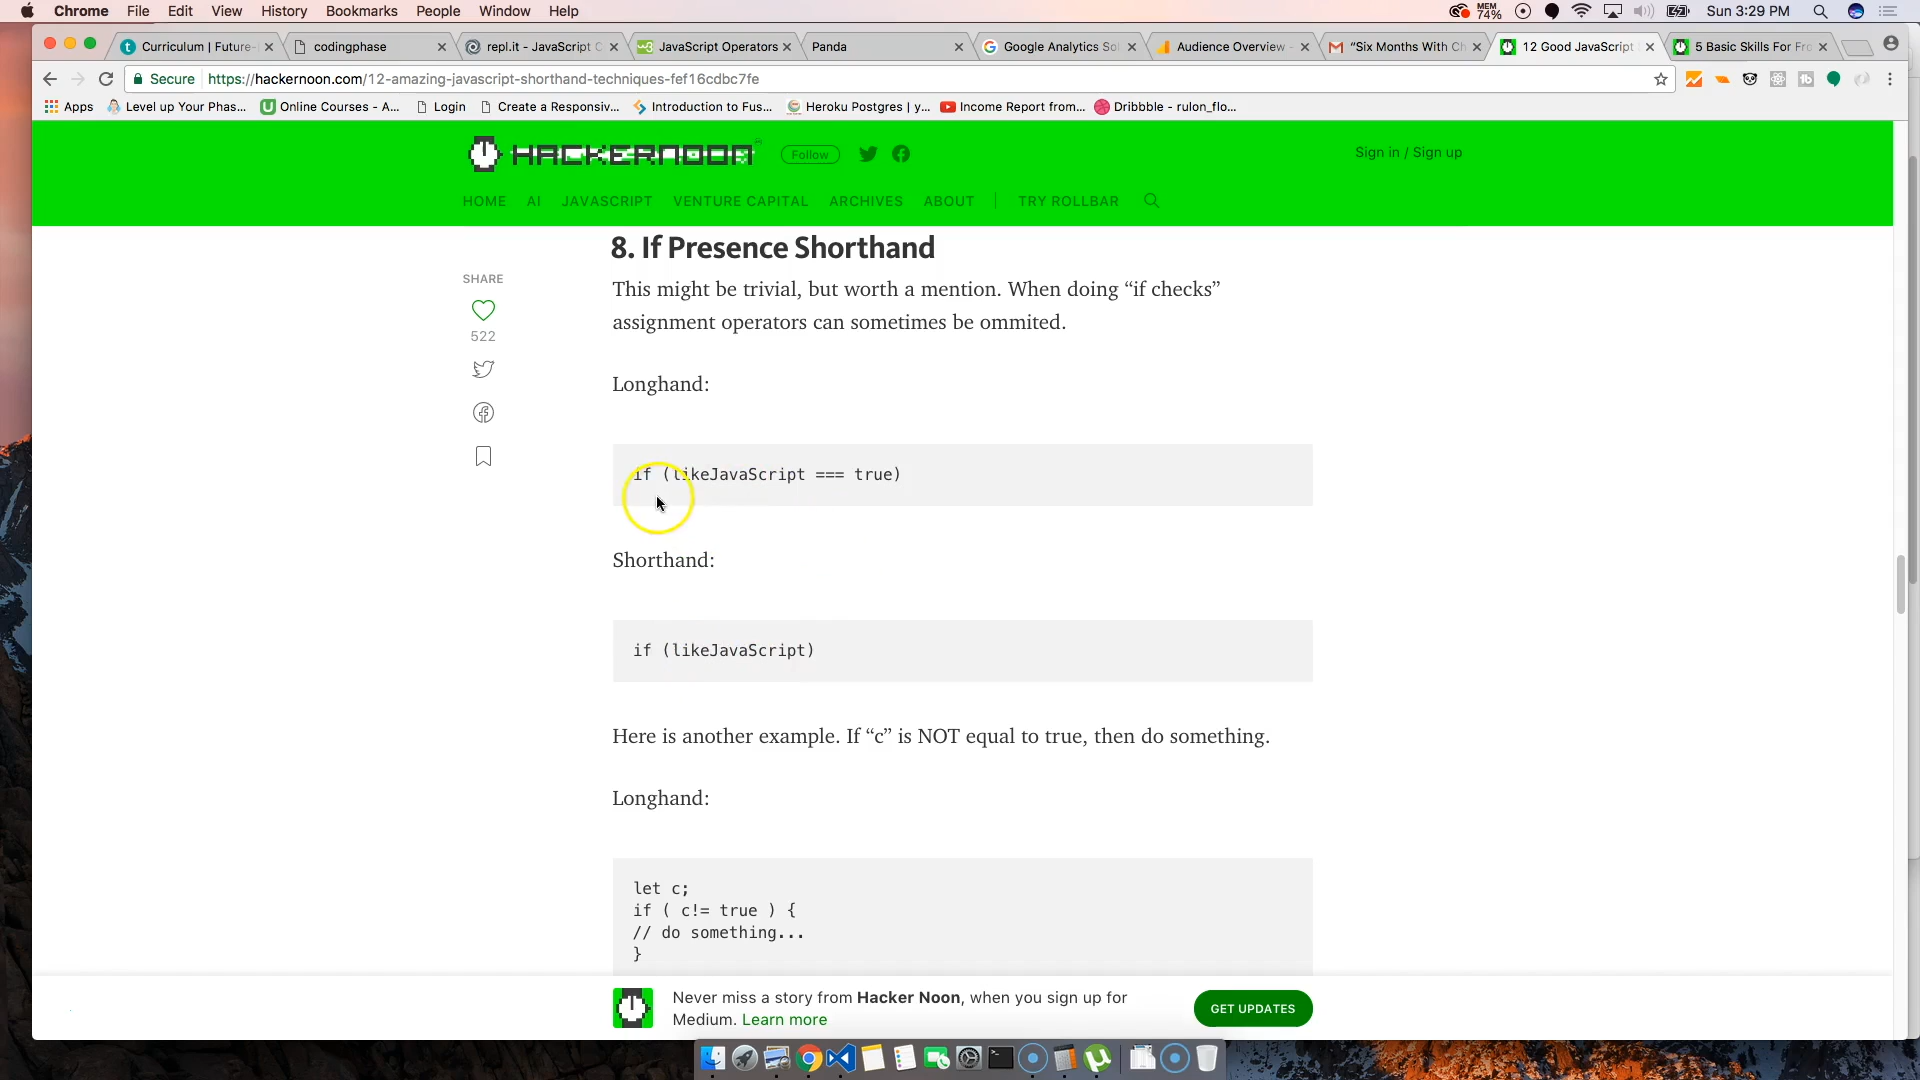 Chrome File Edit View History Bookmarks People Window Help MEM 74% Sun 3:29 PM
Curriculum | Future- codingphase repl.it - JavaScript C JavaScript Operators Panda Google Analytics Sol Audience Overview - "Six Months With Ch 12 Good JavaScript 5 Basic Skills For Fro
Secure https://hackernoon.com/12-amazing-javascript-shorthand-techniques-fef16cdbc7fe
Apps Level up Your Phas... Online Courses - A... Login Create a Responsiv... Introduction to Fus... Heroku Postgres | y... Income Report from... Dribbble - rulon_flo...
HACKERNOON Follow Sign in / Sign up
HOME AI JAVASCRIPT VENTURE CAPITAL ARCHIVES ABOUT | TRY ROLLBAR
8. If Presence Shorthand
SHARE
522
This might be trivial, but worth a mention. When doing “if checks”
assignment operators can sometimes be ommited.
Longhand:
if (likeJavaScript === true)
Shorthand:
if (likeJavaScript)
Here is another example. If “c” is NOT equal to true, then do something.
Longhand:
let c;
if ( c!= true ) {
// do something...
}
Never miss a story from Hacker Noon, when you sign up for
Medium. Learn more
GET UPDATES